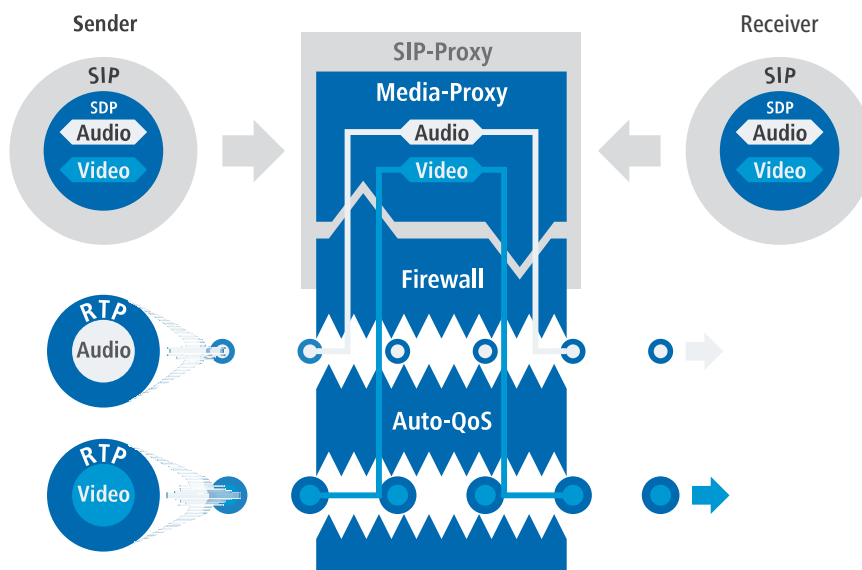 Sender
Receiver
SIP
SDP
Audio
Video
SIP-Proxy
Media-Proxy
Audio
Video
Firewall
Auto-QoS
SIP
SDP
Audio
Video
RTP
Audio
RTP
Video